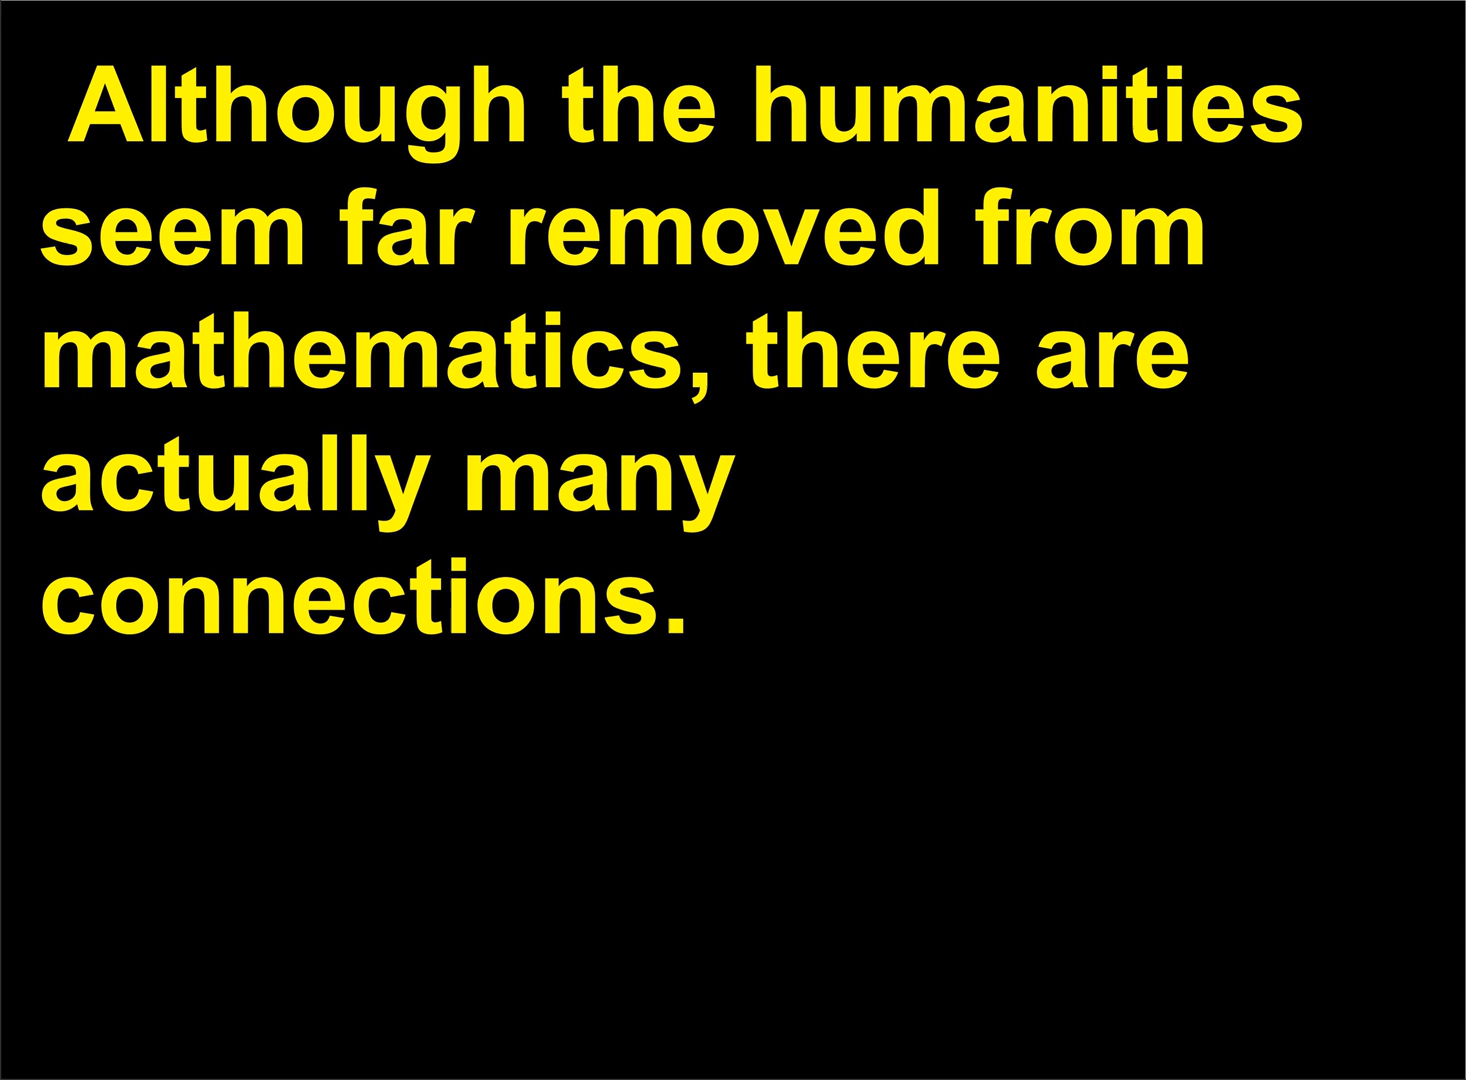 Although the humanities
seem far removed from
mathematics, there are
actually many
connections.